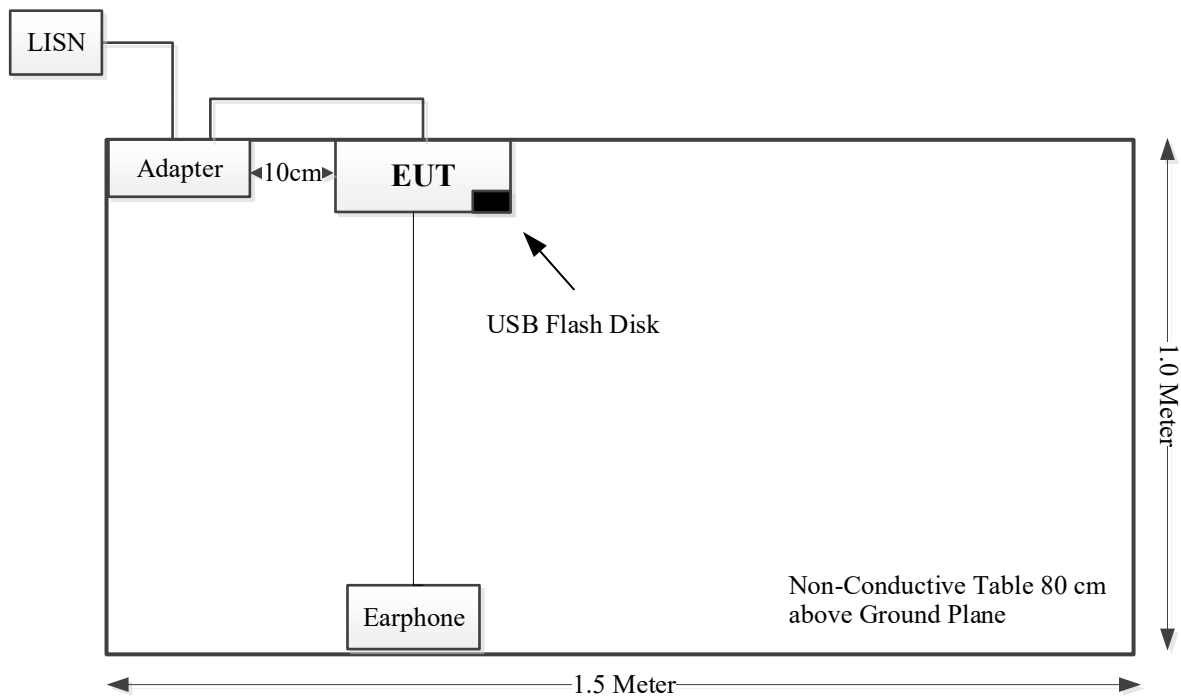 LISN
Adapter
10cm
EUT
USB Flash Disk
1.0 Meter
Earphone
Non-Conductive Table 80 cm
above Ground Plane
1.5 Meter